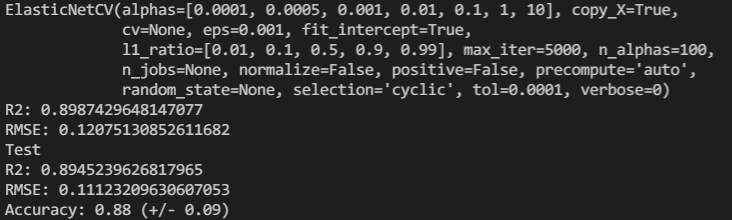 ElasticNetCV(alphas=[0.0001, 0.0005, 0.001, 0.01, 0.1, 1, 10], copy_X=True,
cv=None, eps=0.001, fit_intercept=True,
l1_ratio=[0.01, 0.1, 0.5, 0.9, 0.99], max_iter=5000, n_alphas=100,
n_jobs=None, normalize=False, positive=False, precompute='auto',
random_state=None, selection='cyclic', tol=0.0001, verbose=0)
R2: 0.8987429648147077
RMSE: 0.12075130852611682
Test
R2: 0.8945239626817965
RMSE: 0.11123209630607053
Accuracy: 0.88 (+/- 0.09)